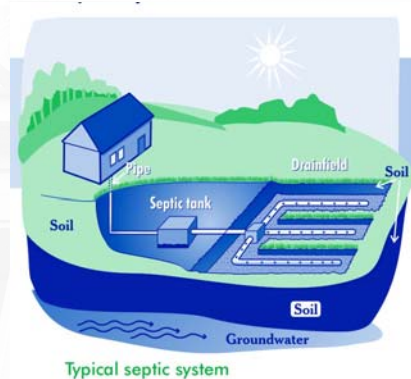 Pipe
Drainfield
Soil
Septic tank
Soil
Soil
Groundwater
Typical septic system